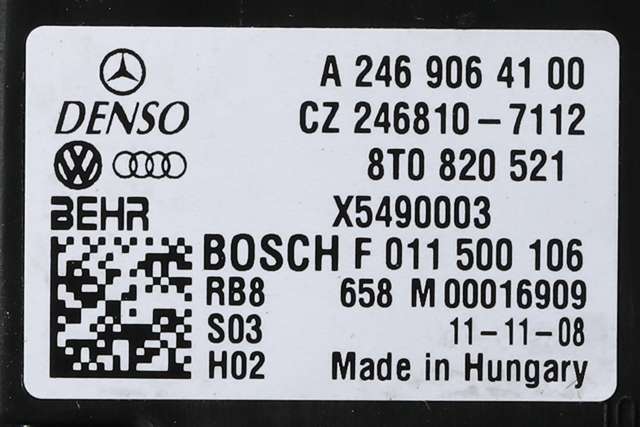 A 246 906 41 00
DENSO CZ 246810-7112
VW 8T0 820 521
BEHR X5490003
BOSCH F 011 500 106
RB8 658 M 00016909
S03 11-11-08
H02 Made in Hungary